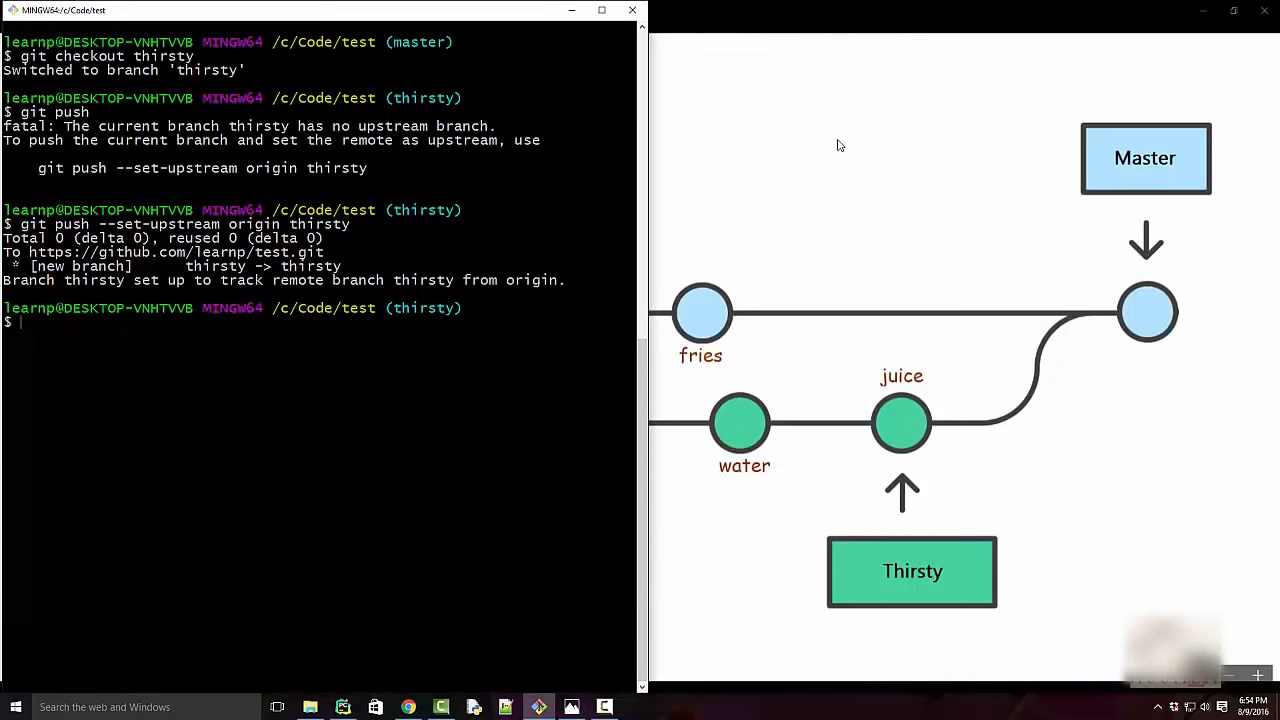 MINGW64:/c/Code/test
learnp@DESKTOP-VNHTVVB MINGW64 /c/Code/test (master)
$ git checkout thirsty
Switched to branch 'thirsty'
learnp@DESKTOP-VNHTVVB MINGW64 /c/Code/test (thirsty)
$ git push
fatal: The current branch thirsty has no upstream branch.
To push the current branch and set the remote as upstream, use
git push --set-upstream origin thirsty
learnp@DESKTOP-VNHTVVB MINGW64 /c/Code/test (thirsty)
$ git push --set-upstream origin thirsty
Total 0 (delta 0), reused 0 (delta 0)
To https://github.com/learnp/test.git
* [new branch] thirsty -> thirsty
Branch thirsty set up to track remote branch thirsty from origin.
learnp@DESKTOP-VNHTVVB MINGW64 /c/Code/test (thirsty)
$
Master
fries
juice
water
Thirsty
Search the web and Windows
6:54 PM
8/9/2016